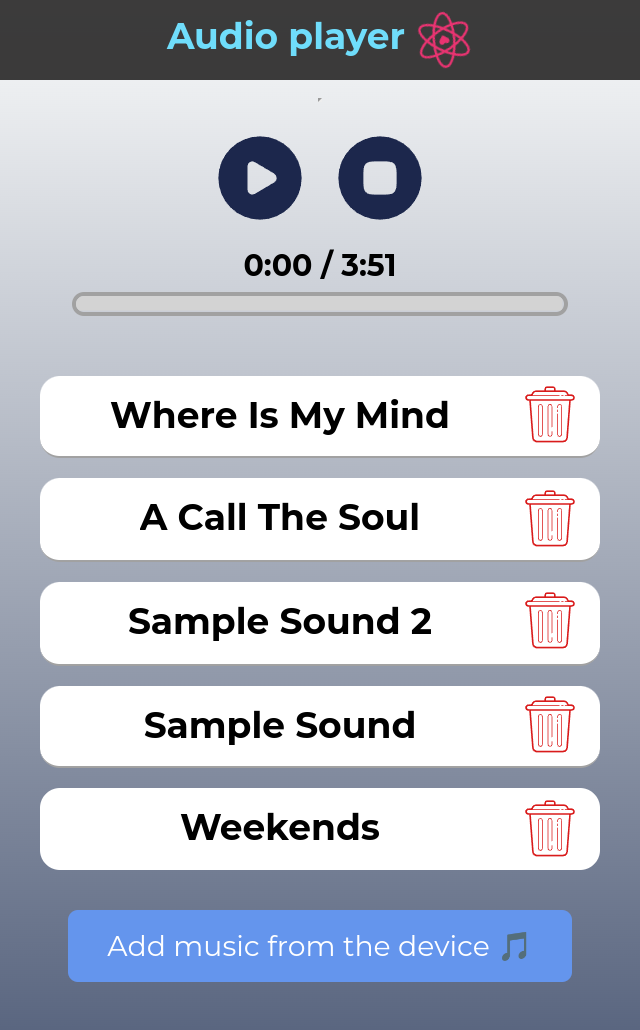 Audio player
0:00 / 3:51
Where Is My Mind
A Call The Soul
Sample Sound 2
Sample Sound
Weekends
Add music from the device 🎵